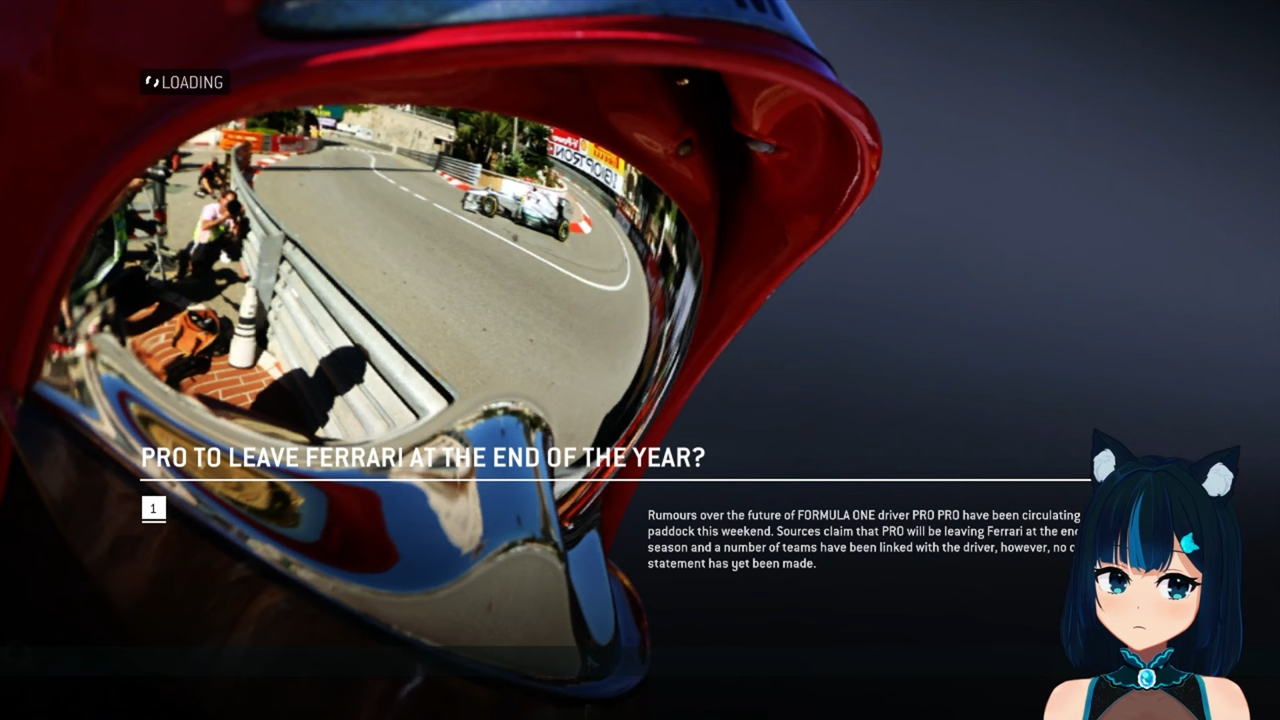 LOADING
PRO TO LEAVE FERRARI AT THE END OF THE YEAR?
1
Rumours over the future of FORMULA ONE driver PRO PRO have been circulating
paddock this weekend. Sources claim that PRO will be leaving Ferrari at the
season and a number of teams have been linked with the driver, however, no
statement has yet been made.